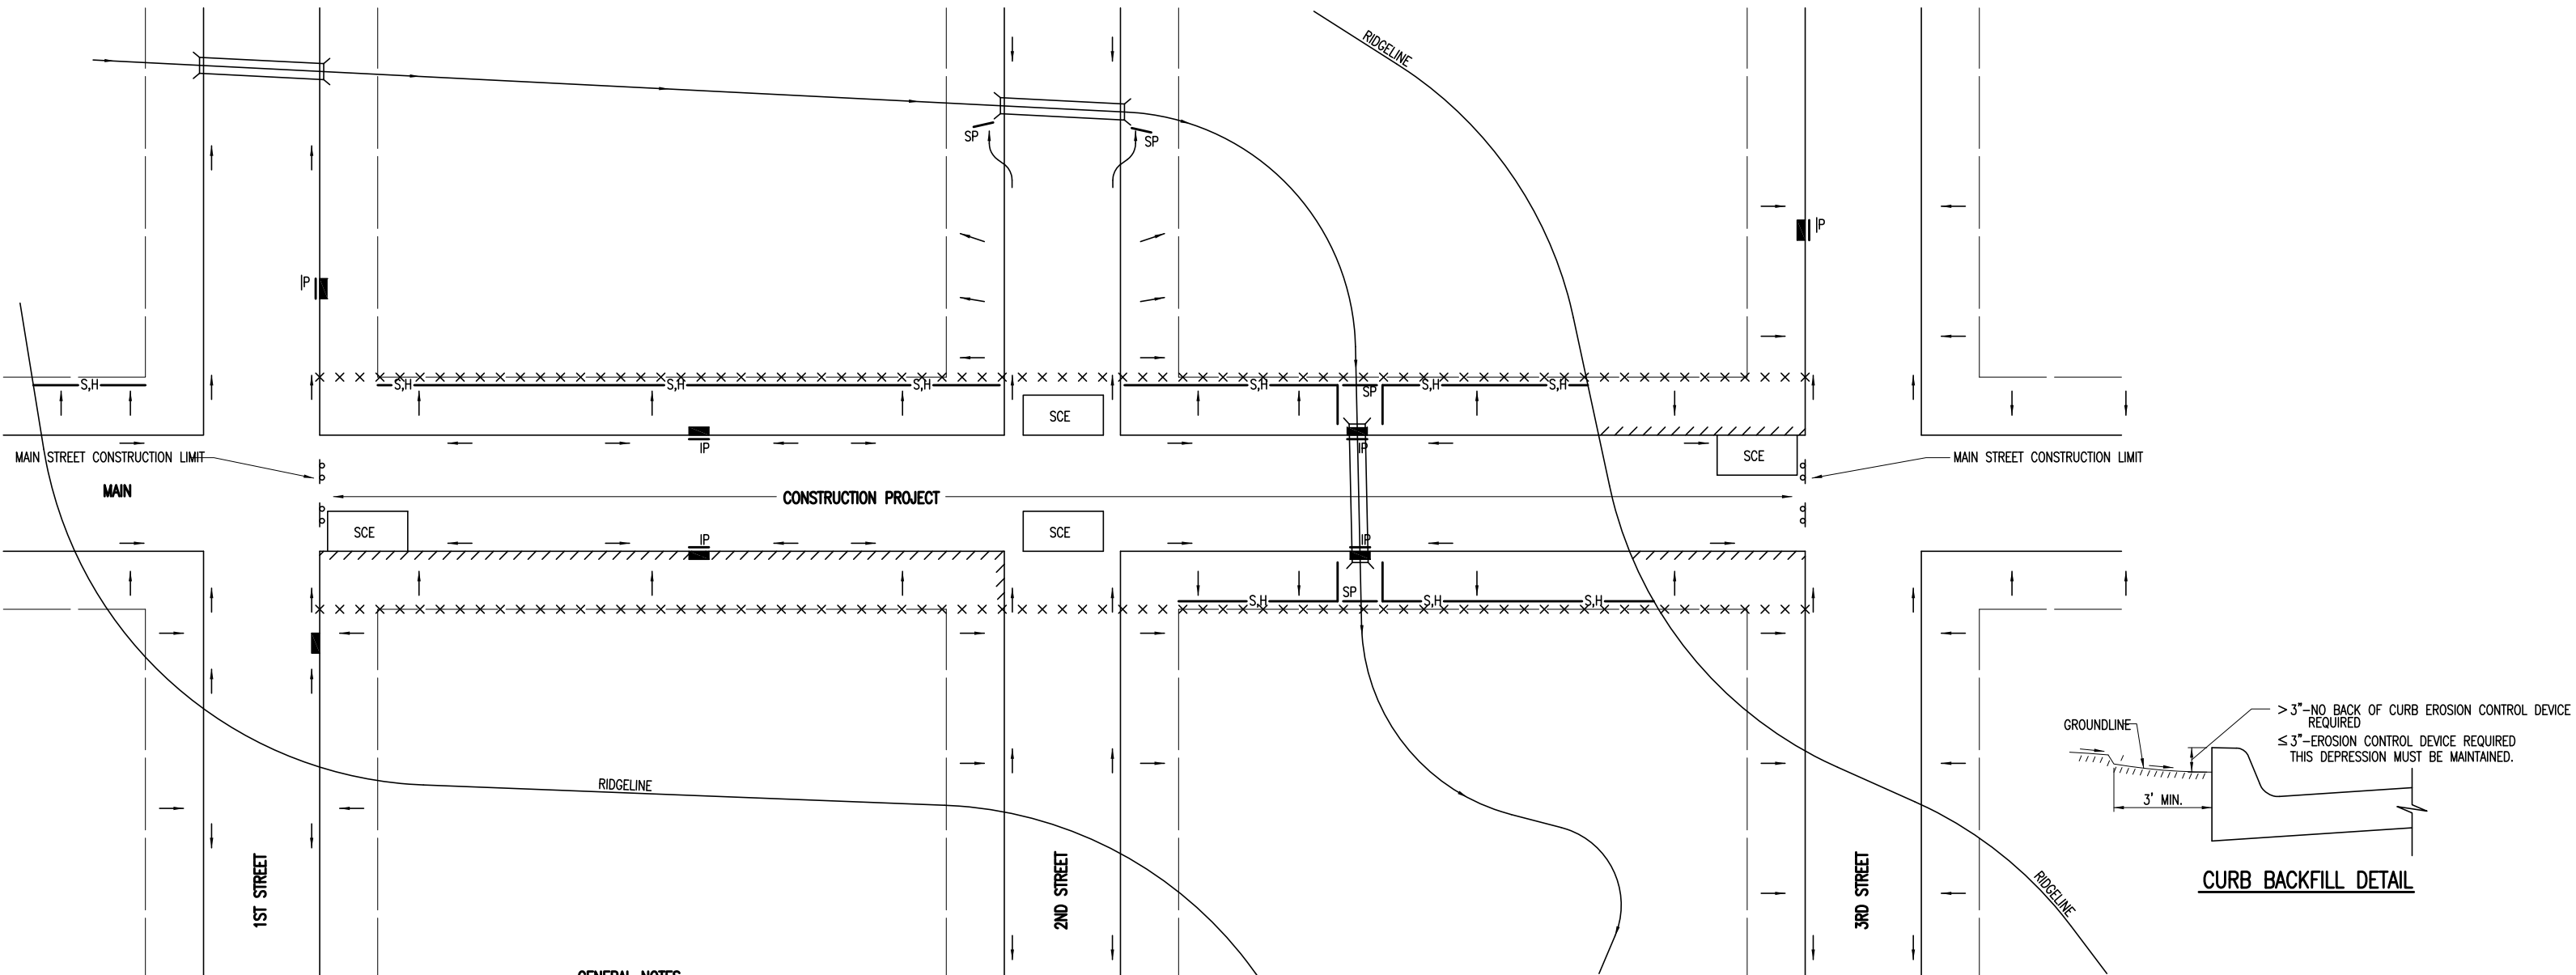 RIDGELINE
SP
SP
IP
IP
S,H
S,H
S,H
S,H
S,H
SP
S,H
S,H
SCE
IP
IP
SCE
MAIN STREET CONSTRUCTION LIMIT
MAIN STREET CONSTRUCTION LIMIT
MAIN
CONSTRUCTION PROJECT
SCE
SCE
IP
IP
SP
S,H
S,H
S,H
RIDGELINE
GROUNDLINE
> 3"-NO BACK OF CURB EROSION CONTROL DEVICE
REQUIRED
≤ 3"-EROSION CONTROL DEVICE REQUIRED
THIS DEPRESSION MUST BE MAINTAINED.
3' MIN.
CURB BACKFILL DETAIL
1ST STREET
2ND STREET
3RD STREET
RIDGELINE
GENERAL NOTES